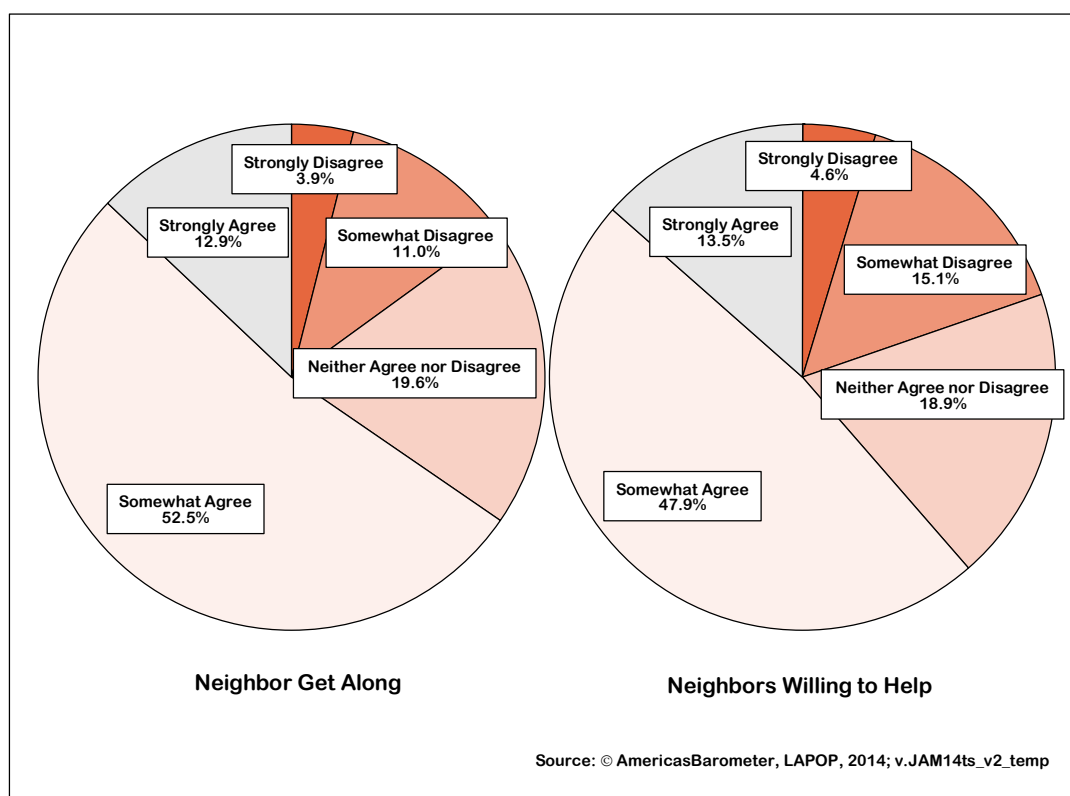 Strongly Disagree
3.9%
Strongly Agree
12.9%
Somewhat Disagree
11.0%
Neither Agree nor Disagree
19.6%
Somewhat Agree
52.5%
Neighbor Get Along
Strongly Disagree
4.6%
Strongly Agree
13.5%
Somewhat Disagree
15.1%
Neither Agree nor Disagree
18.9%
Somewhat Agree
47.9%
Neighbors Willing to Help
Source: © AmericasBarometer, LAPOP, 2014; v.JAM14ts_v2_temp